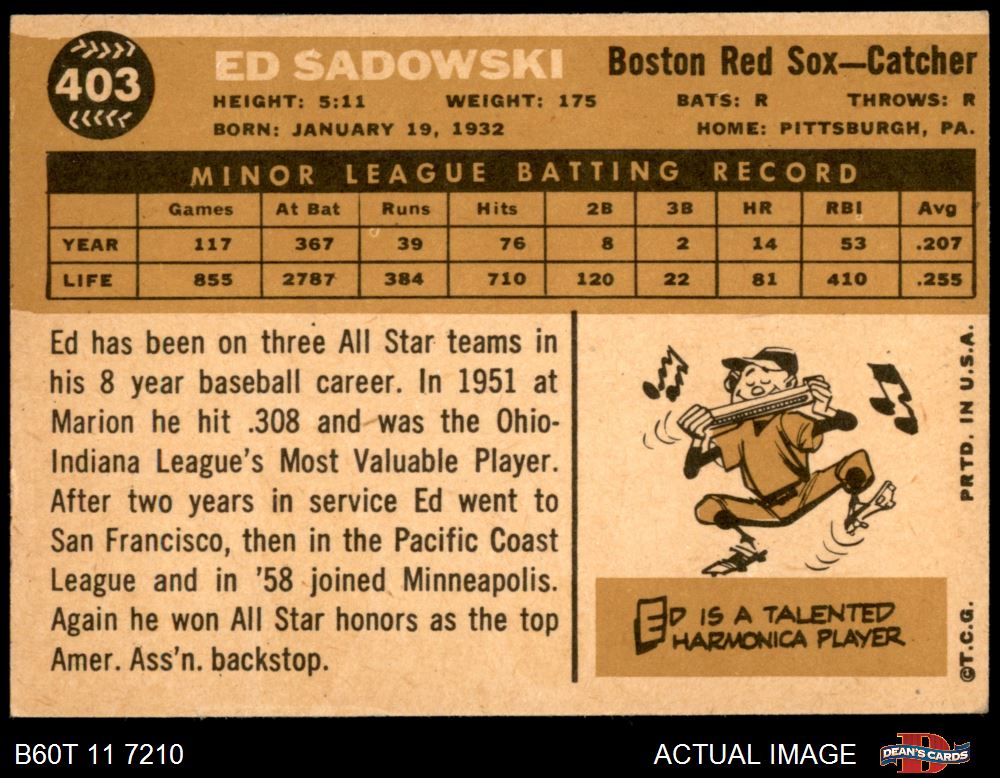 403
ED SADOWSKI
Boston Red Sox—Catcher
HEIGHT: 5:11 WEIGHT: 175 BATS: R THROWS: R
BORN: JANUARY 19, 1932 HOME: PITTSBURGH, PA.
MINOR LEAGUE BATTING RECORD
Games At Bat Runs Hits 2B 3B HR RBI Avg
YEAR 117 367 39 76 8 2 14 53 .207
LIFE 855 2787 384 710 120 22 81 410 .255
Ed has been on three All Star teams in
his 8 year baseball career. In 1951 at
Marion he hit .308 and was the Ohio-
Indiana League's Most Valuable Player.
After two years in service Ed went to
San Francisco, then in the Pacific Coast
League and in '58 joined Minneapolis.
Again he won All Star honors as the top
Amer. Ass'n. backstop.
ED IS A TALENTED
HARMONICA PLAYER
©T.C.G. PRTD. IN U.S.A.
B60T 11 7210
ACTUAL IMAGE
D
DEAN'S CARDS